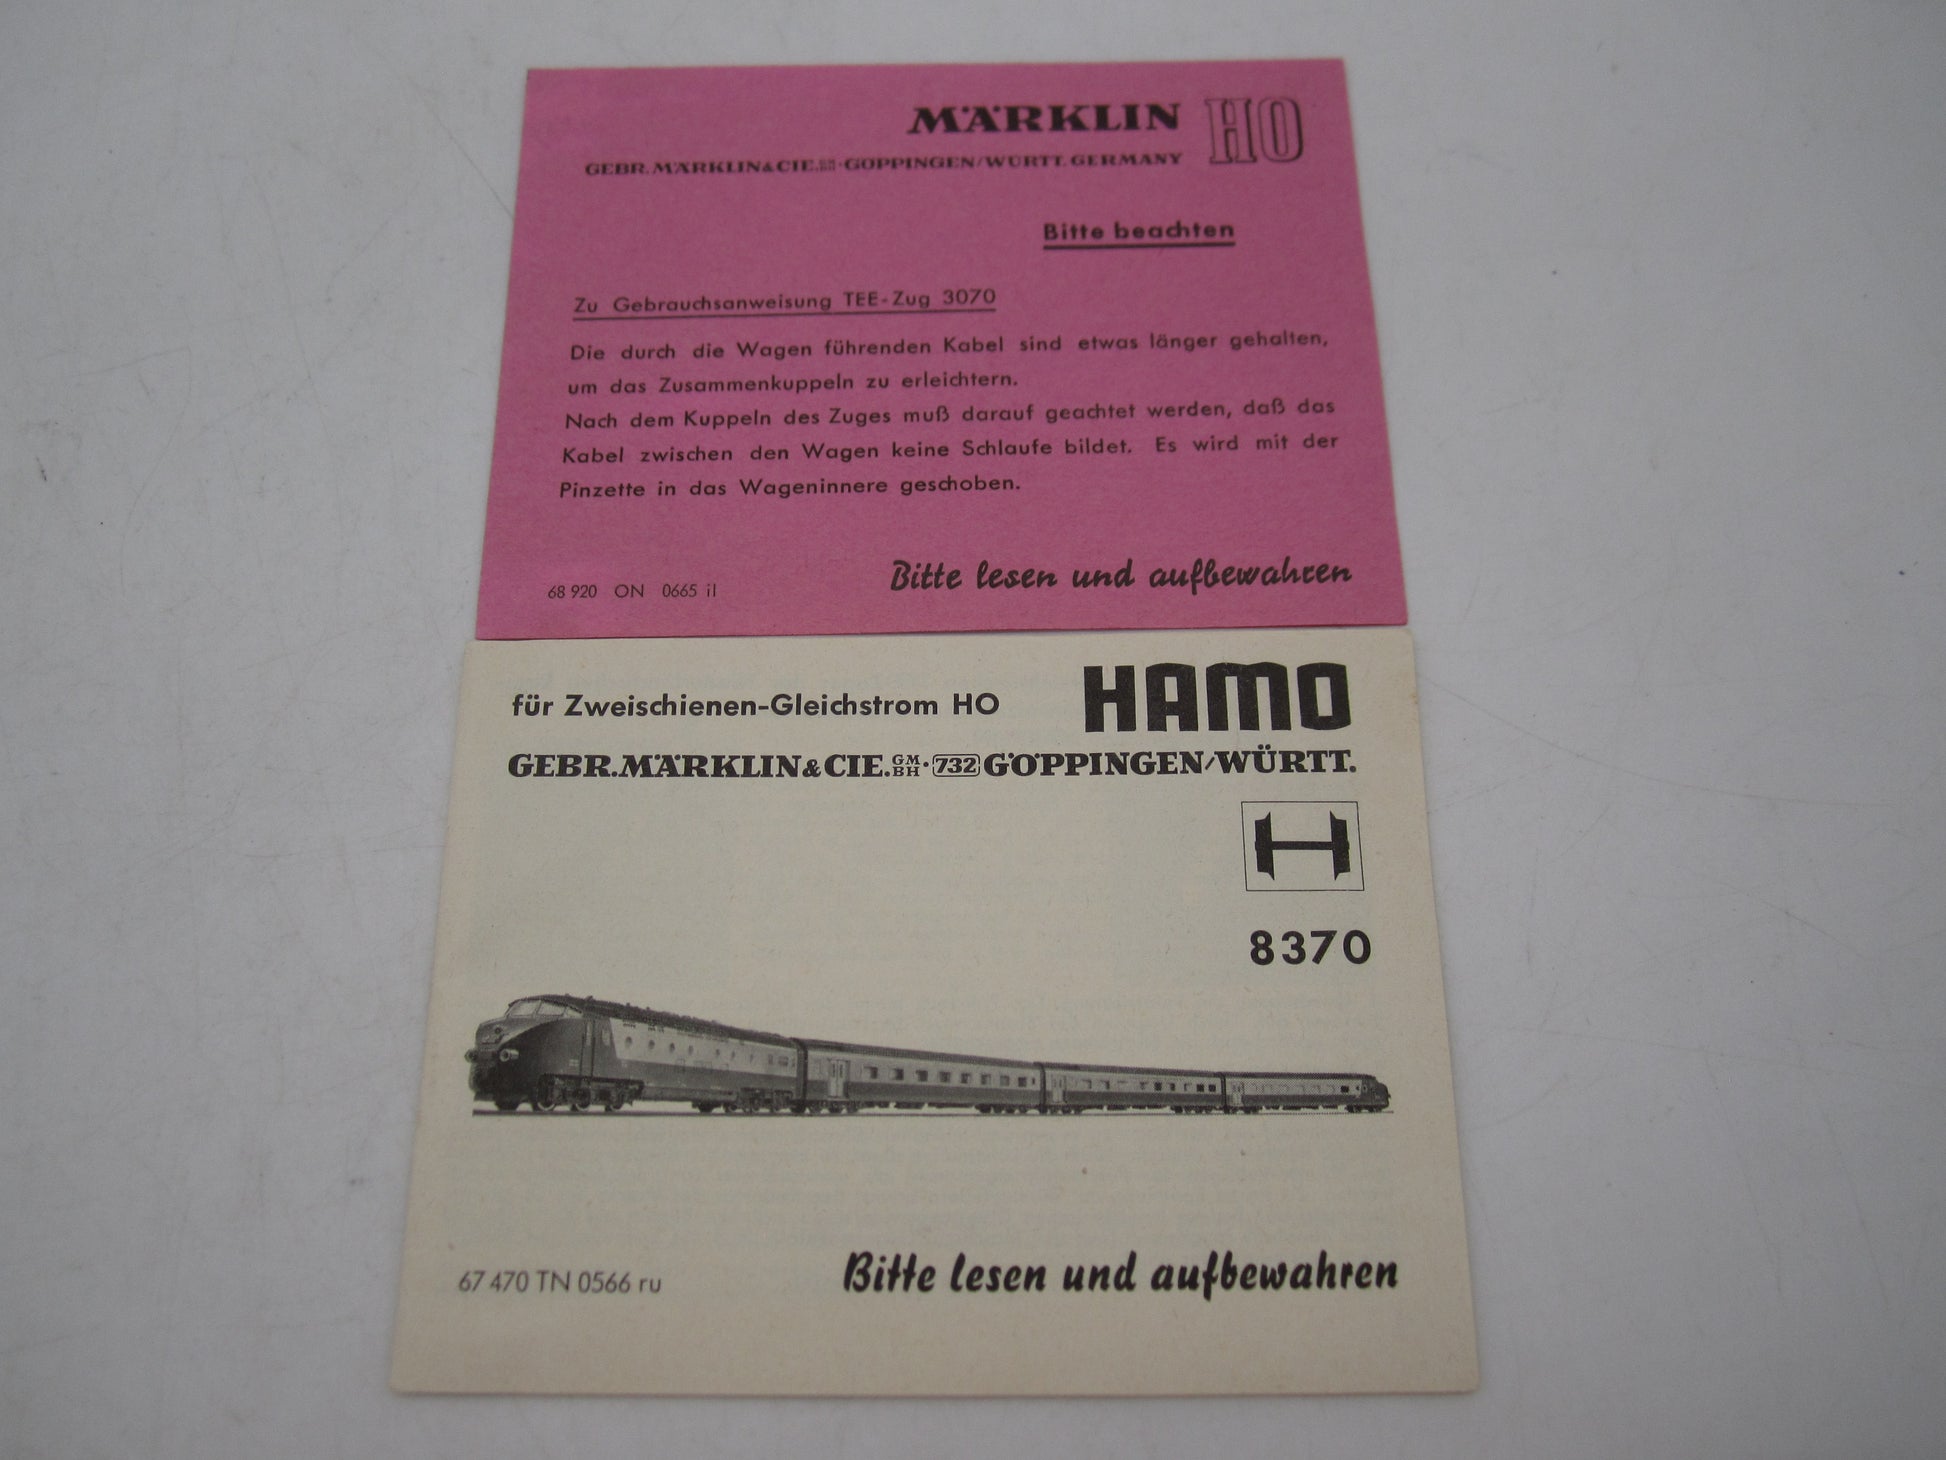 MÄRKLIN HO
GEBR. MÄRKLIN & CIE. GMBH · GÖPPINGEN/WÜRTT. GERMANY
Bitte beachten
Zu Gebrauchsanweisung TEE-Zug 3070
Die durch die Wagen führenden Kabel sind etwas länger gehalten,
um das Zusammenkuppeln zu erleichtern.
Nach dem Kuppeln des Zuges muß darauf geachtet werden, daß das
Kabel zwischen den Wagen keine Schlaufe bildet. Es wird mit der
Pinzette in das Wageninnere geschoben.
68 920 ON 0665 il
Bitte lesen und aufbewahren
für Zweischienen-Gleichstrom HO HAMO
GEBR. MÄRKLIN & CIE. GMBH · 732 GÖPPINGEN/WÜRTT.
H
8370
67 470 TN 0566 ru
Bitte lesen und aufbewahren